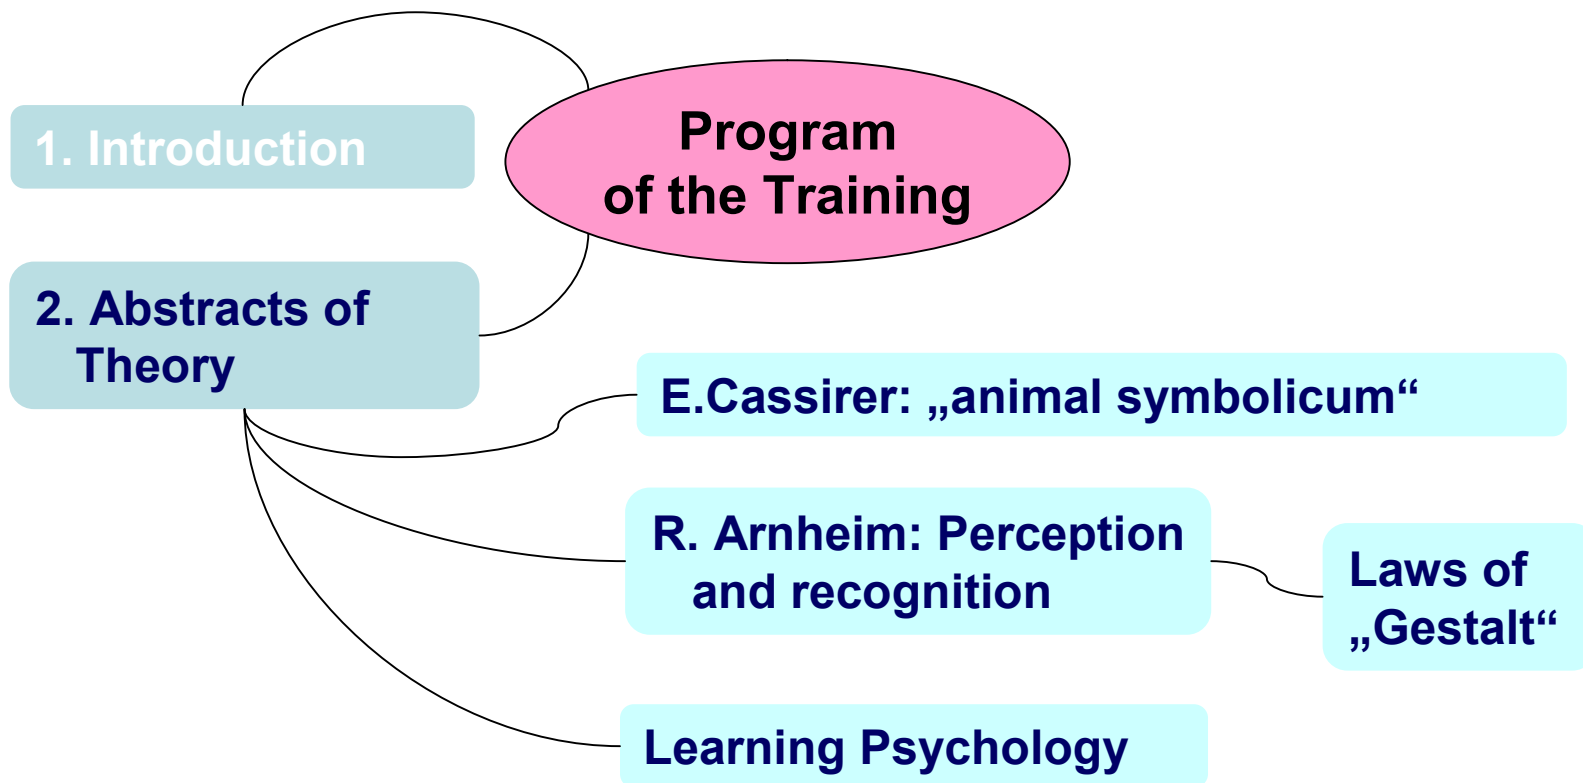 Program
of the Training
1. Introduction
2. Abstracts of
Theory
E.Cassirer: „animal symbolicum“
R. Arnheim: Perception
and recognition
Laws of
„Gestalt“
Learning Psychology